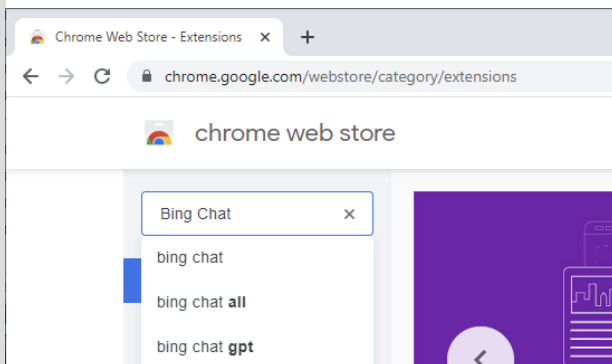 Chrome Web Store - Extensions
chrome.google.com/webstore/category/extensions
chrome web store
Bing Chat
bing chat
bing chat all
bing chat gpt